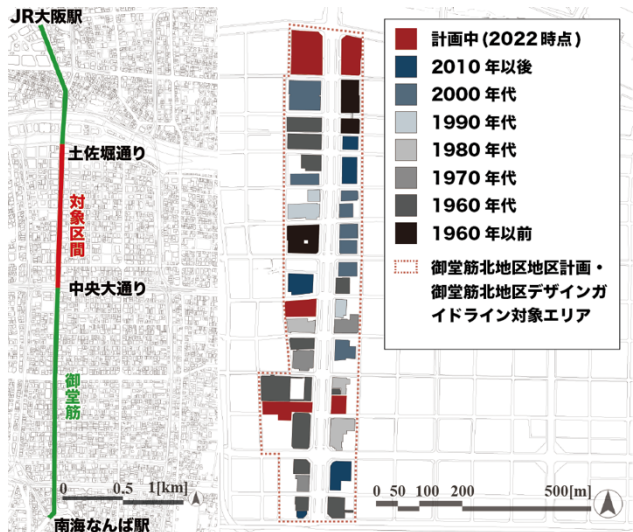 JR大阪駅
土佐堀通り
対象区間
中央大通り
御堂筋
0 0.5 1[km]
南海なんば駅
計画中(2022時点)
2010年以後
2000年代
1990年代
1980年代
1970年代
1960年代
1960年以前
御堂筋北地区地区計画・
御堂筋北地区デザインガ
イドライン対象エリア
0 50 100 200 500[m]